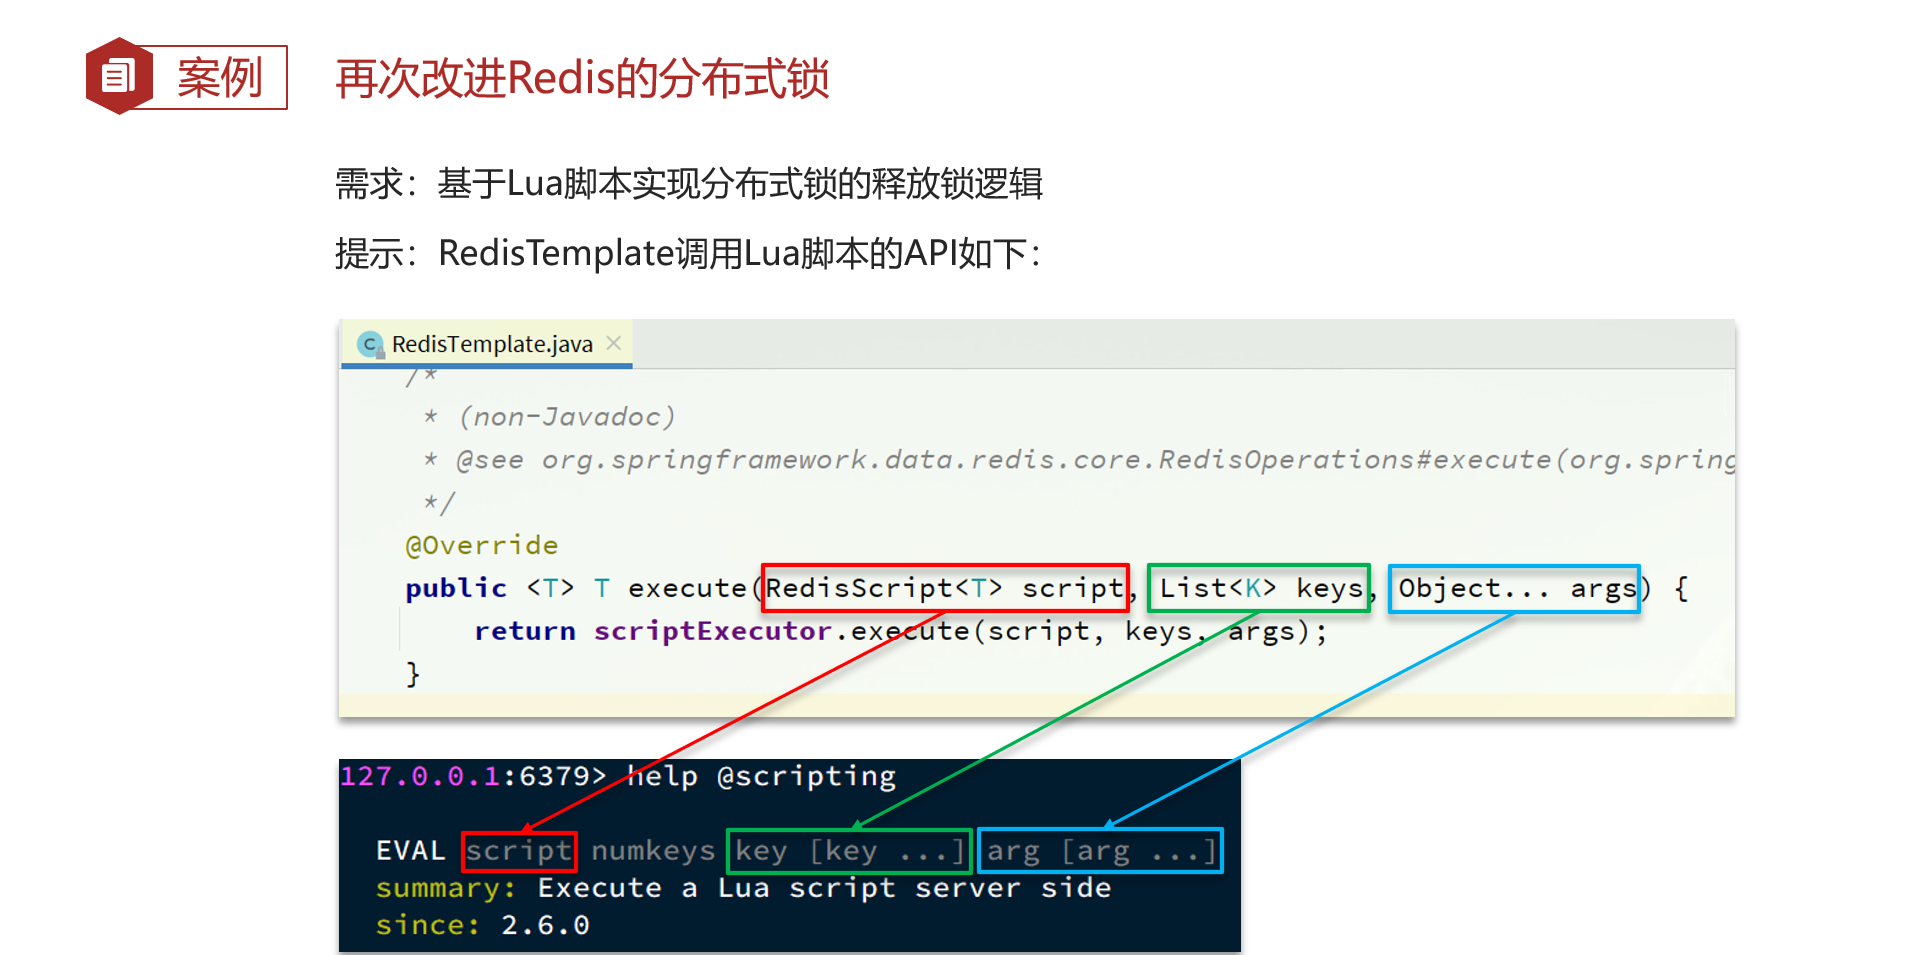 案例
再次改进Redis的分布式锁
需求：基于Lua脚本实现分布式锁的释放锁逻辑
提示：RedisTemplate调用Lua脚本的API如下：
RedisTemplate.java
/*
* (non-Javadoc)
* @see org.springframework.data.redis.core.RedisOperations#execute(org.spring
*/
@Override
public <T> T execute(RedisScript<T> script, List<K> keys, Object... args) {
return scriptExecutor.execute(script, keys, args);
}
127.0.0.1:6379> help @scripting
EVAL script numkeys key [key ...] arg [arg ...]
summary: Execute a Lua script server side
since: 2.6.0